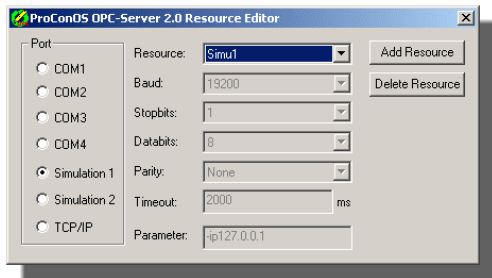 ProConOS OPC-Server 2.0 Resource Editor
Port
COM1
COM2
COM3
COM4
Simulation 1
Simulation 2
TCP/IP
Resource: Simu1
Baud: 19200
Stopbits: 1
Databits: 8
Parity: None
Timeout: 2000 ms
Parameter: -ip127.0.0.1
Add Resource
Delete Resource